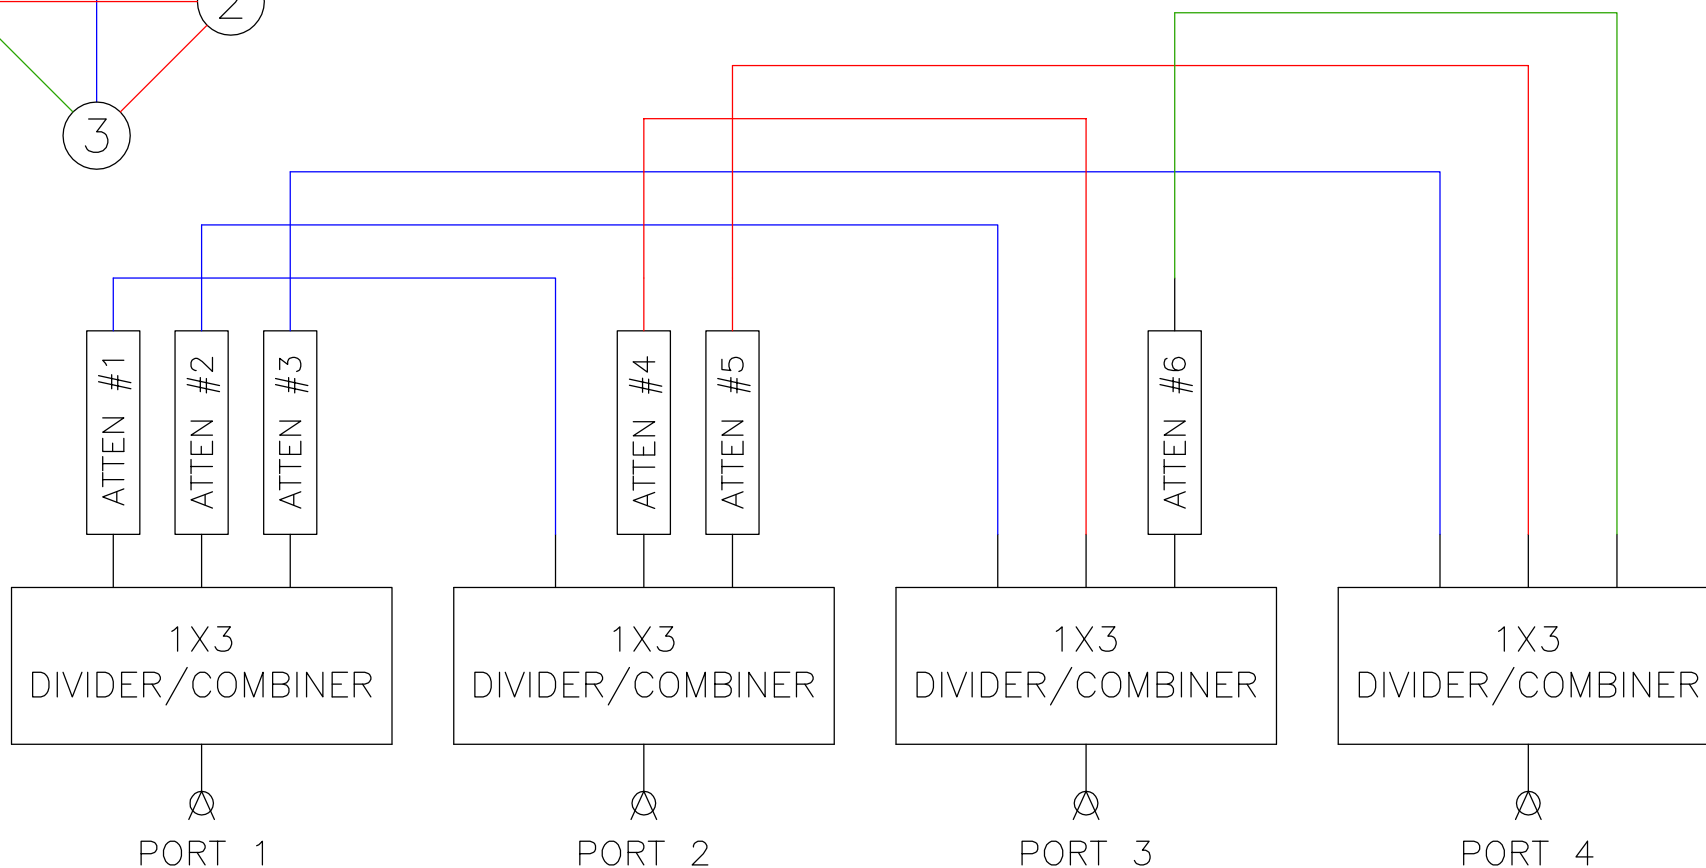 2
3
ATTEN #1
ATTEN #2
ATTEN #3
ATTEN #4
ATTEN #5
ATTEN #6
1X3
DIVIDER/COMBINER
1X3
DIVIDER/COMBINER
1X3
DIVIDER/COMBINER
1X3
DIVIDER/COMBINER
PORT 1
PORT 2
PORT 3
PORT 4